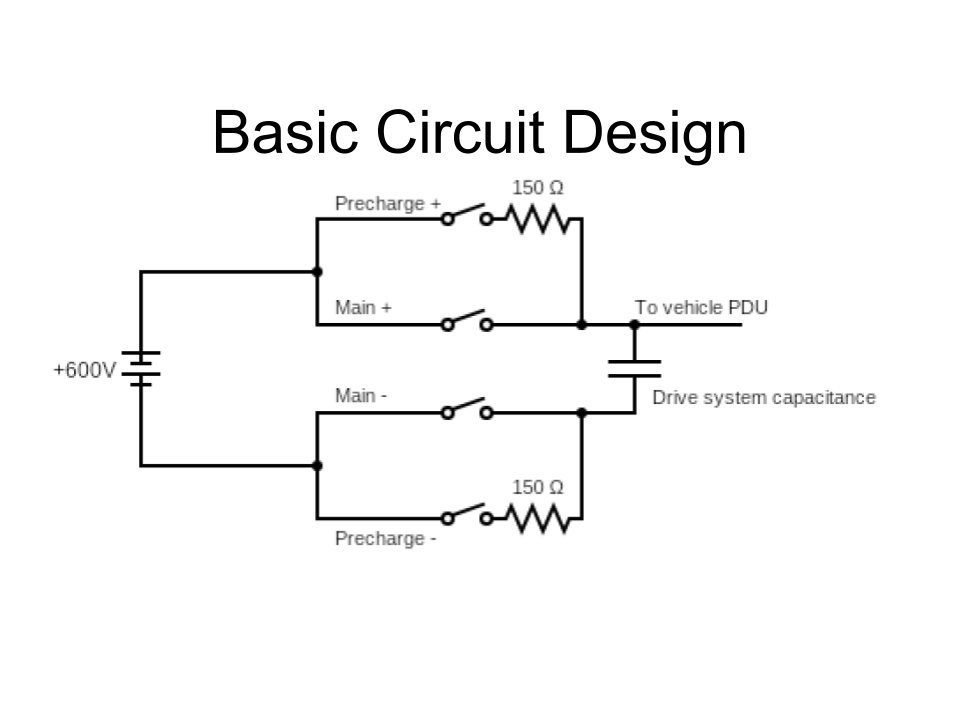 Basic Circuit Design
150 Ω
Precharge +
Main +
To vehicle PDU
+600V
Main -
Drive system capacitance
150 Ω
Precharge -